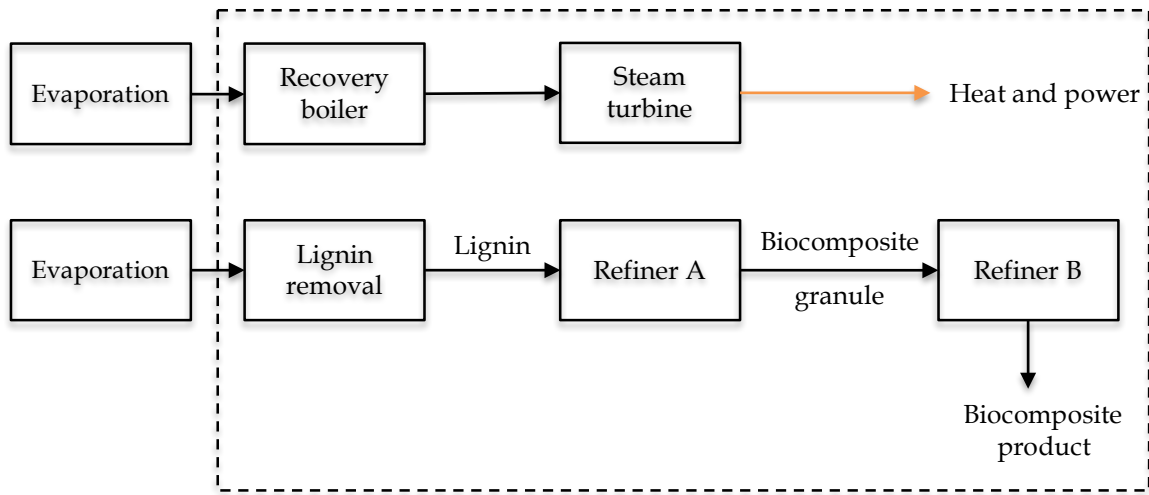 Evaporation
Recovery
boiler
Steam
turbine
Heat and power
Evaporation
Lignin
removal
Lignin
Refiner A
Biocomposite
granule
Refiner B
Biocomposite
product